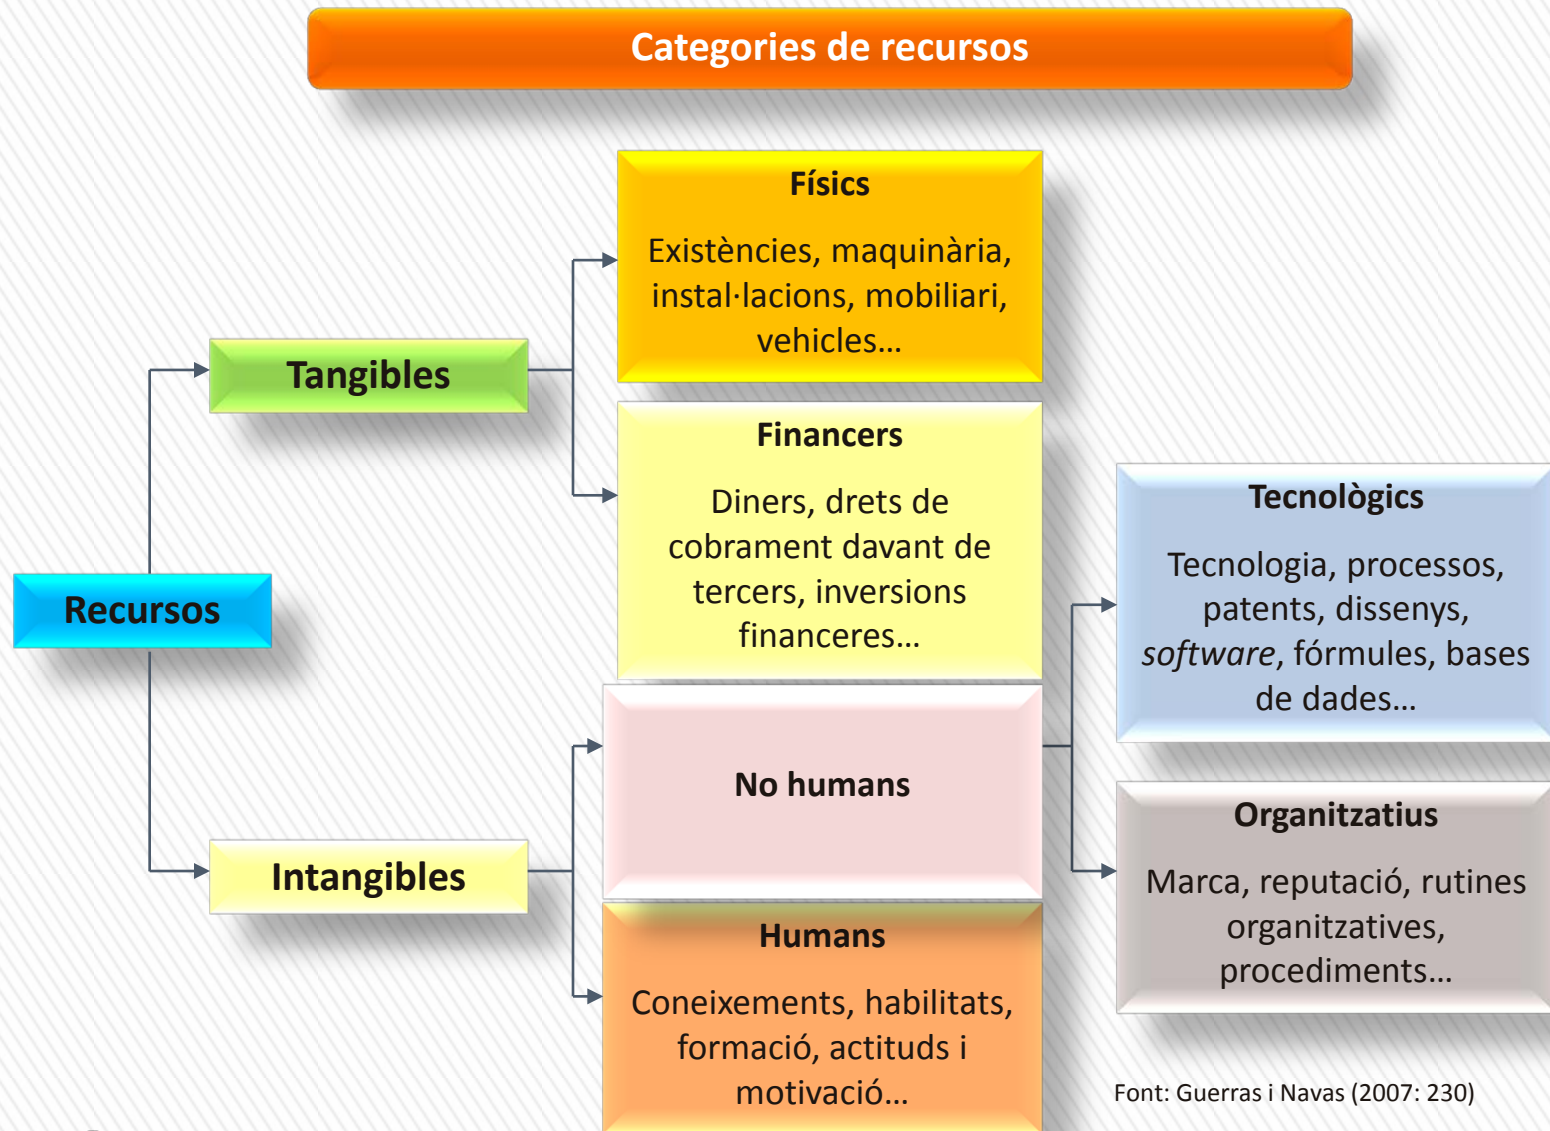 Categories de recursos
Físics
Existències, maquinària,
instal·lacions, mobiliari,
vehicles…
Tangibles
Financers
Diners, drets de
cobrament davant de
tercers, inversions
financeres…
Tecnològics
Tecnologia, processos,
patents, dissenys,
software, fórmules, bases
de dades…
Recursos
No humans
Organitzatius
Marca, reputació, rutines
organitzatives,
procediments…
Intangibles
Humans
Coneixements, habilitats,
formació, actituds i
motivació…
Font: Guerras i Navas (2007: 230)